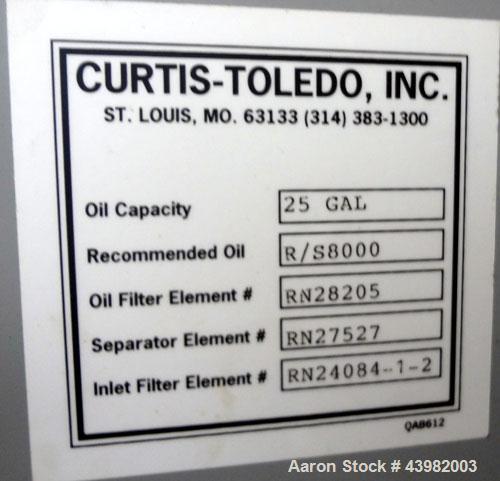 CURTIS-TOLEDO, INC.
ST. LOUIS, MO. 63133 (314) 383-1300
Oil Capacity 25 GAL
Recommended Oil R/S8000
Oil Filter Element # RN28205
Separator Element # RN27527
Inlet Filter Element # RN24084-1-2
QAB612
Aaron Stock # 43982003